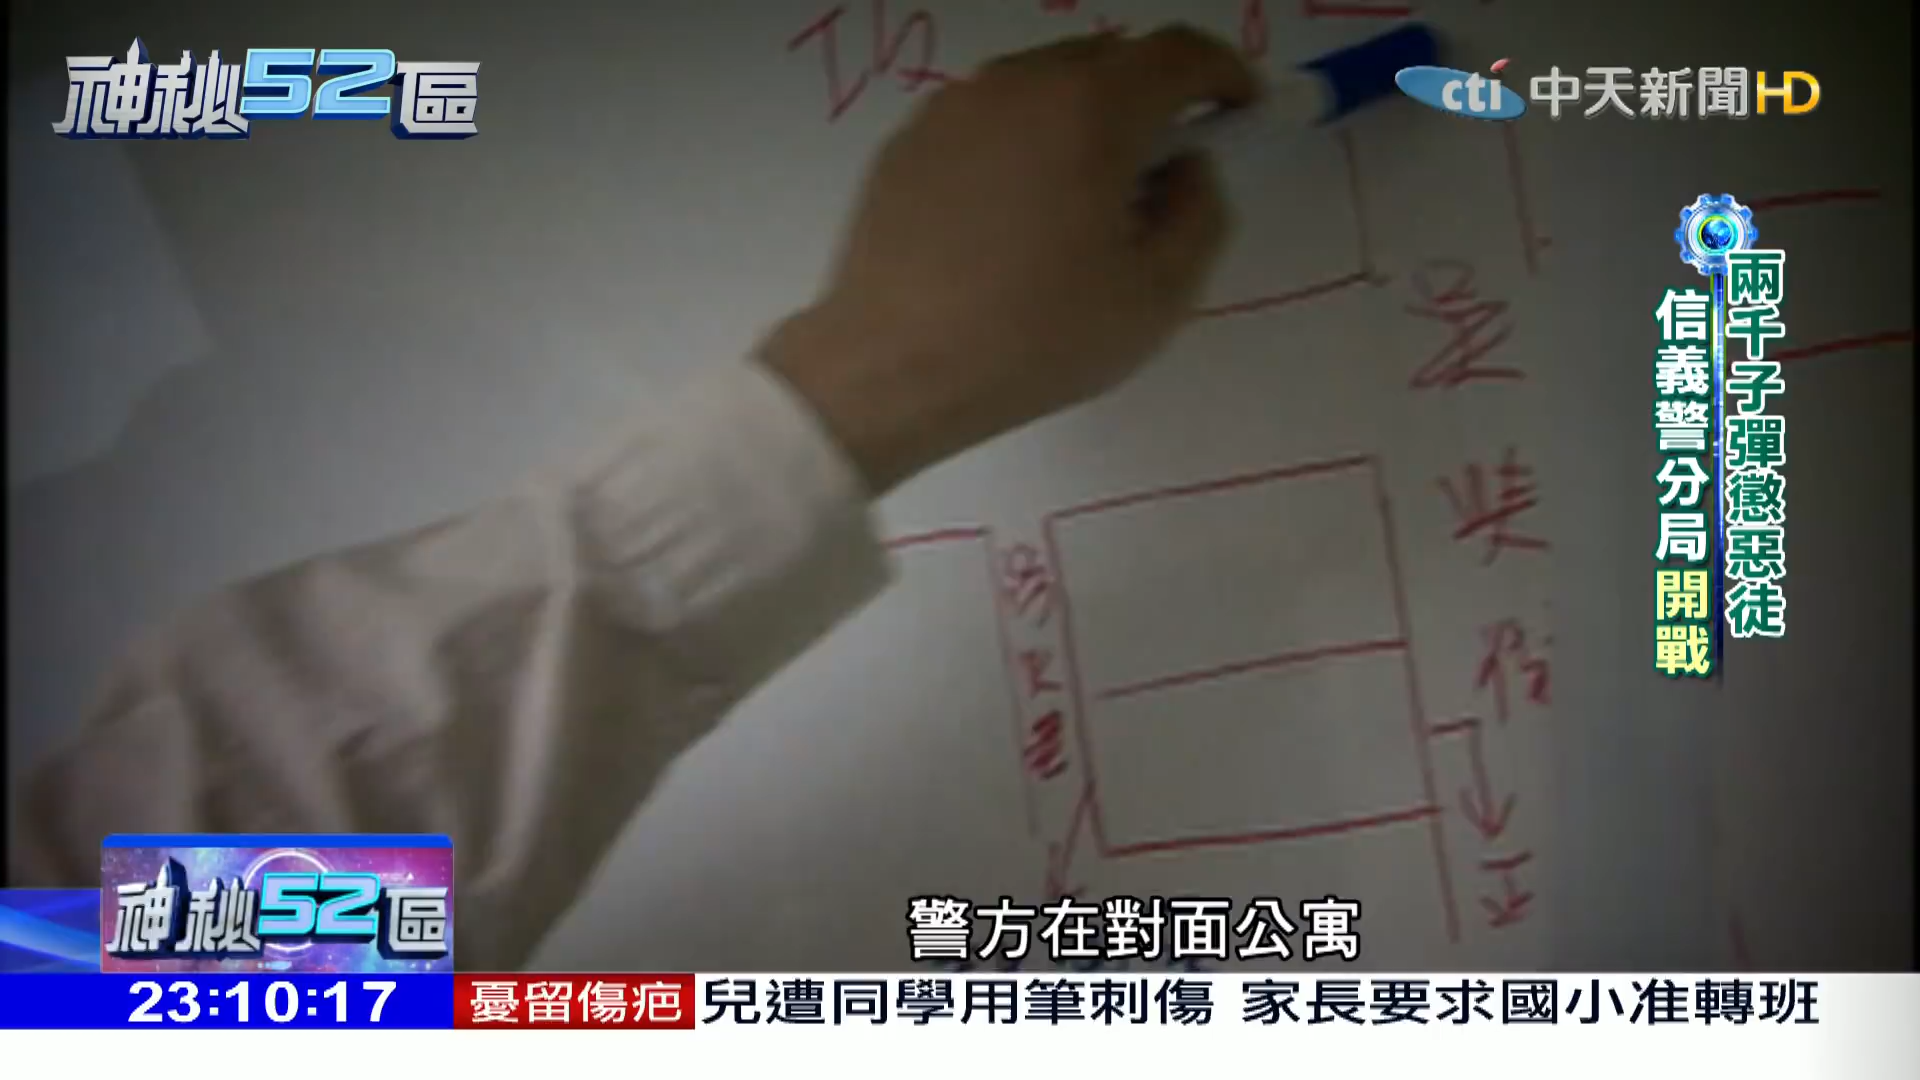 神秘52區
cti 中天新聞HD
兩千子彈懲惡徒
信義警分局開戰
神秘52區
警方在對面公寓
23:10:17
憂留傷疤 兒遭同學用筆刺傷 家長要求國小准轉班